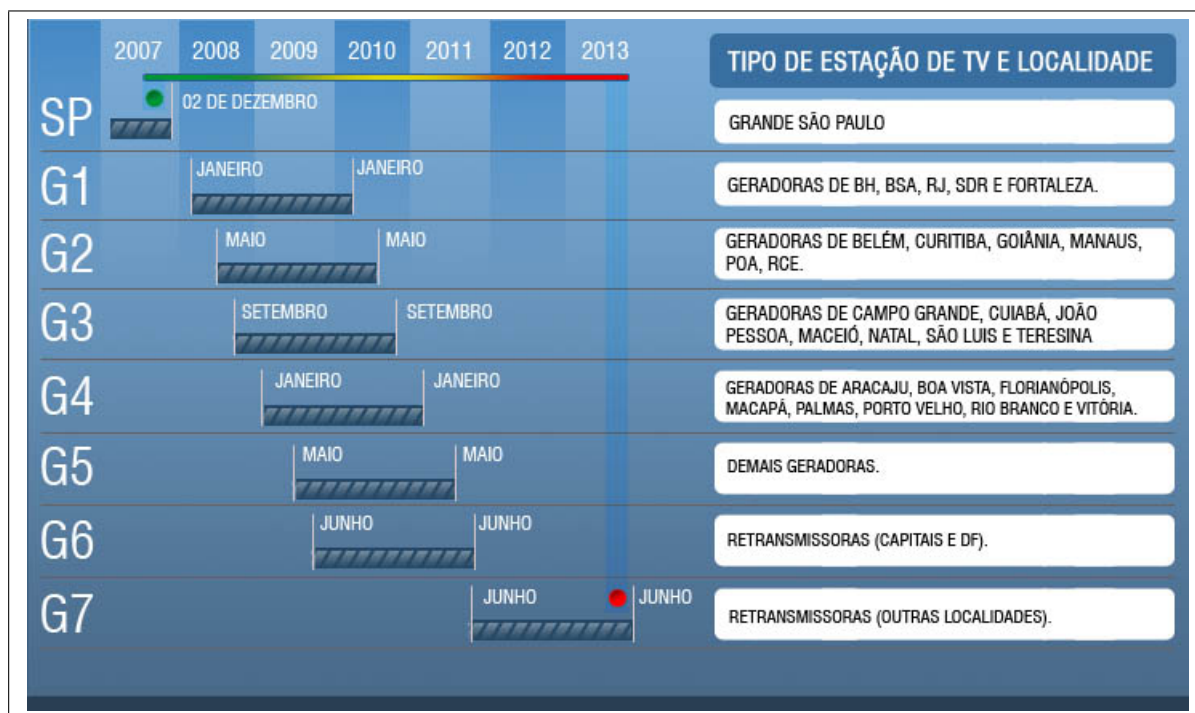 2007 2008 2009 2010 2011 2012 2013
TIPO DE ESTAÇÃO DE TV E LOCALIDADE
SP
02 DE DEZEMBRO
GRANDE SÃO PAULO
G1
JANEIRO JANEIRO
GERADORAS DE BH, BSA, RJ, SDR E FORTALEZA.
G2
MAIO MAIO
GERADORAS DE BELÉM, CURITIBA, GOIÂNIA, MANAUS,
POA, RCE.
G3
SETEMBRO SETEMBRO
GERADORAS DE CAMPO GRANDE, CUIABÁ, JOÃO
PESSOA, MACEIÓ, NATAL, SÃO LUIS E TERESINA
G4
JANEIRO JANEIRO
GERADORAS DE ARACAJU, BOA VISTA, FLORIANÓPOLIS,
MACAPÁ, PALMAS, PORTO VELHO, RIO BRANCO E VITÓRIA.
G5
MAIO MAIO
DEMAIS GERADORAS.
G6
JUNHO JUNHO
RETRANSMISSORAS (CAPITAIS E DF).
G7
JUNHO JUNHO
RETRANSMISSORAS (OUTRAS LOCALIDADES).